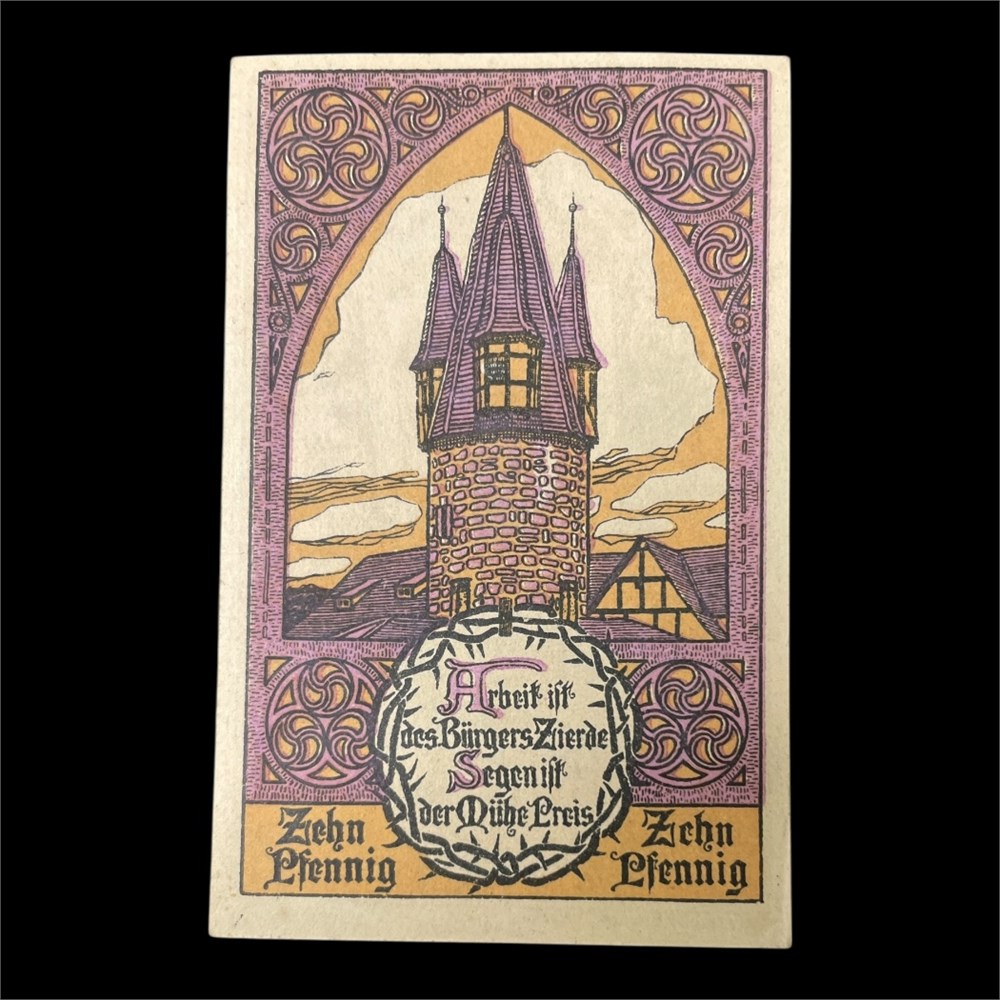 Arbeit ist
des Bürgers Zierde
Segen ist
der Mühe Preis
Zehn
Pfennig
Zehn
Pfennig